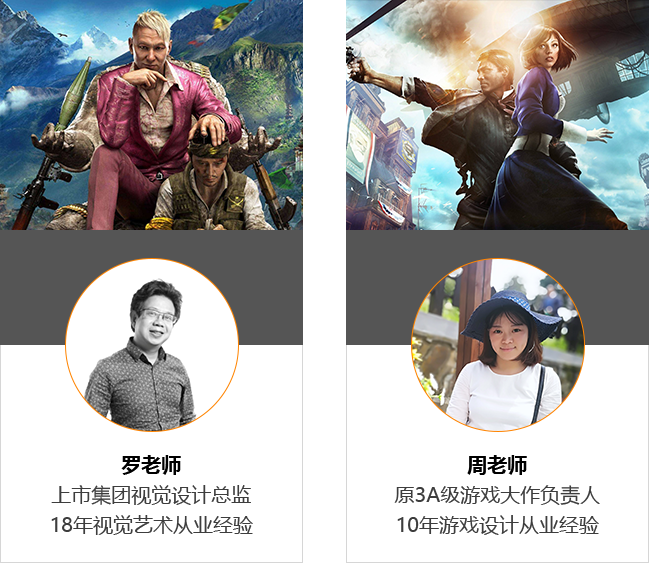 罗老师
上市集团视觉设计总监
18年视觉艺术从业经验
周老师
原3A级游戏大作负责人
10年游戏设计从业经验